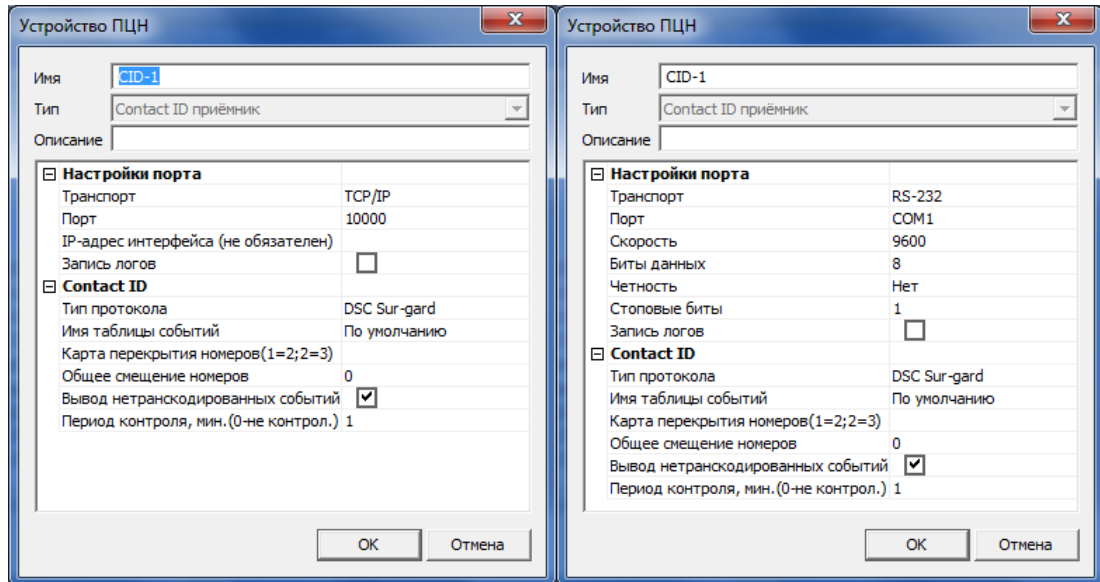 Устройство ПЦН
Имя CID-1
Тип Contact ID приёмник
Описание
Настройки порта
Транспорт TCP/IP
Порт 10000
IP-адрес интерфейса (не обязателен)
Запись логов
Contact ID
Тип протокола DSC Sur-gard
Имя таблицы событий По умолчанию
Карта перекрытия номеров(1=2;2=3)
Общее смещение номеров 0
Вывод нетранскодированных событий
Период контроля, мин.(0-не контрол.) 1
OK Отмена
Устройство ПЦН
Имя CID-1
Тип Contact ID приёмник
Описание
Настройки порта
Транспорт RS-232
Порт COM1
Скорость 9600
Биты данных 8
Четность Нет
Стоповые биты 1
Запись логов
Contact ID
Тип протокола DSC Sur-gard
Имя таблицы событий По умолчанию
Карта перекрытия номеров(1=2;2=3)
Общее смещение номеров 0
Вывод нетранскодированных событий
Период контроля, мин.(0-не контрол.) 1
OK Отмена